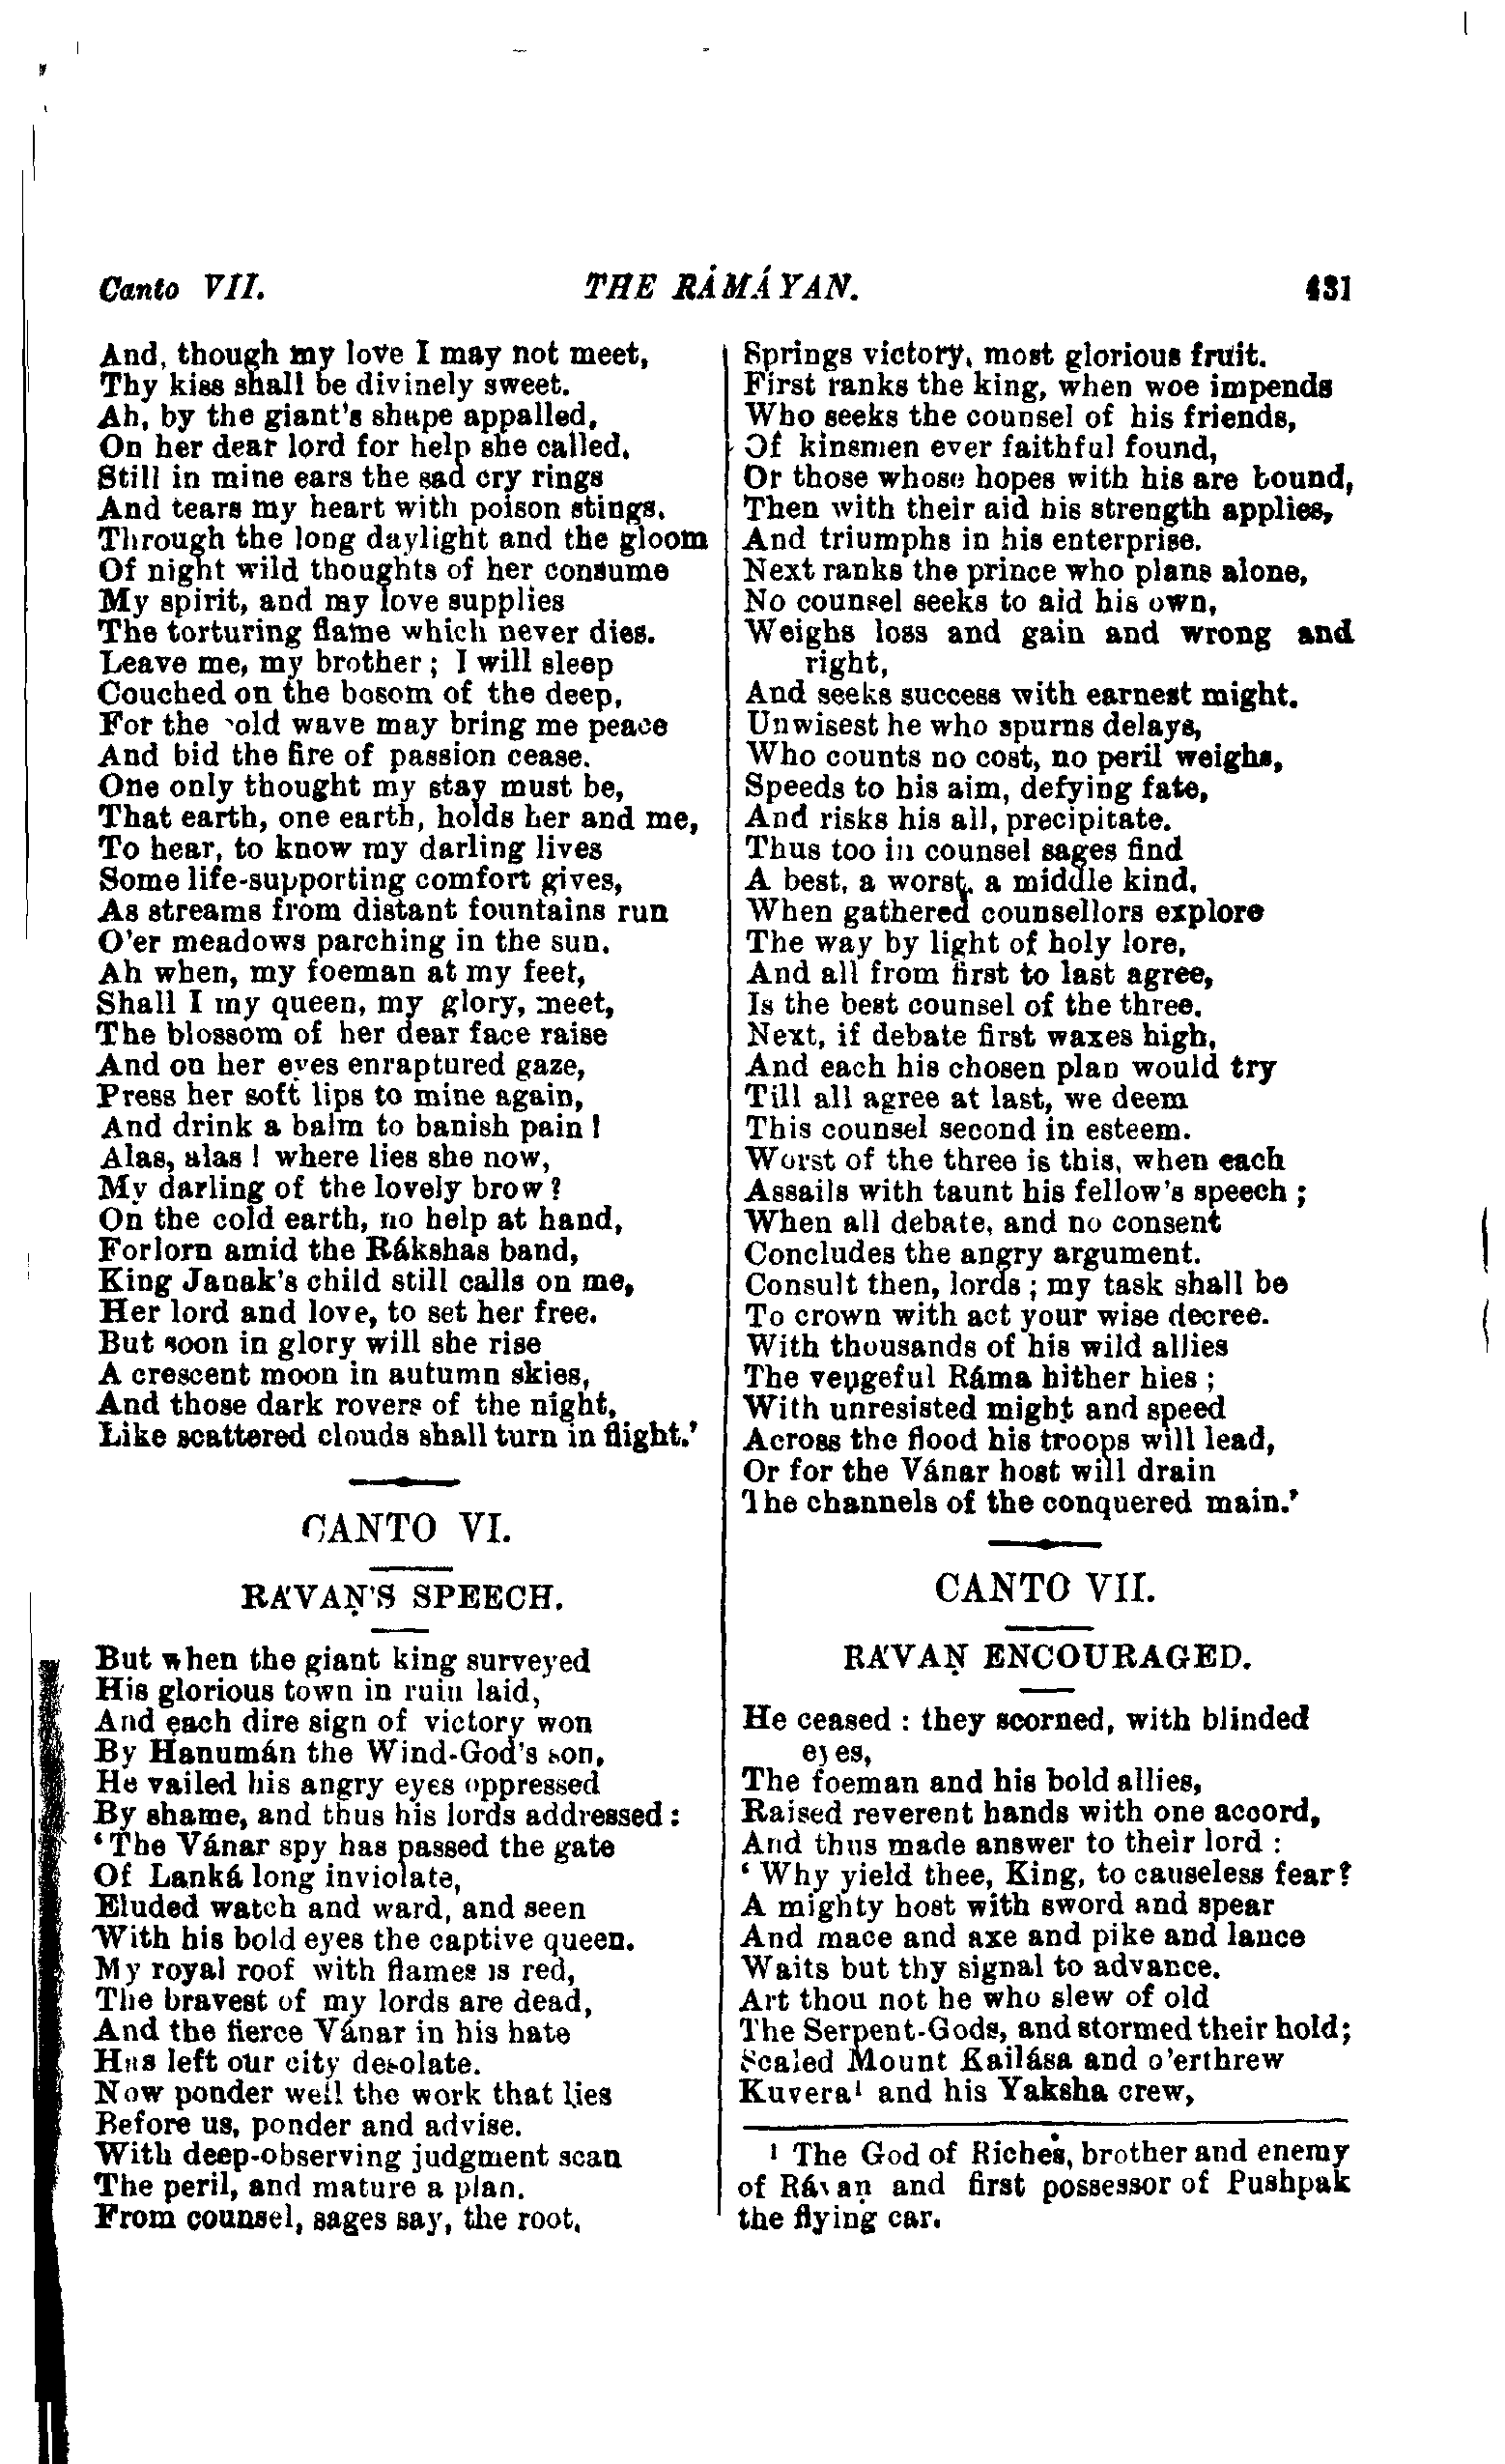 Canto VII. THE RÁMÁYAN. 431
And, though my love I may not meet,
Thy kiss shall be divinely sweet.
Ah, by the giant's shape appalled,
On her dear lord for help she called.
Still in mine ears the sad cry rings
And tears my heart with poison stings.
Through the long daylight and the gloom
Of night wild thoughts of her consume
My spirit, and my love supplies
The torturing flame which never dies.
Leave me, my brother; I will sleep
Couched on the bosom of the deep,
For the cold wave may bring me peace
And bid the fire of passion cease.
One only thought my stay must be,
That earth, one earth, holds her and me,
To hear, to know my darling lives
Some life-supporting comfort gives,
As streams from distant fountains run
O'er meadows parching in the sun.
Ah when, my foeman at my feet,
Shall I my queen, my glory, meet,
The blossom of her dear face raise
And on her eyes enraptured gaze,
Press her soft lips to mine again,
And drink a balm to banish pain!
Alas, alas! where lies she now,
My darling of the lovely brow?
On the cold earth, no help at hand,
Forlorn amid the Rákshas band,
King Janak's child still calls on me,
Her lord and love, to set her free.
But soon in glory will she rise
A crescent moon in autumn skies,
And those dark rovers of the night,
Like scattered clouds shall turn in flight.'
CANTO VI.
RÁVAṆ'S SPEECH.
But when the giant king surveyed
His glorious town in ruin laid,
And each dire sign of victory won
By Hanumán the Wind-God's son,
He vailed his angry eyes oppressed
By shame, and thus his lords addressed:
'The Vánar spy has passed the gate
Of Lanká long inviolate,
Eluded watch and ward, and seen
With his bold eyes the captive queen.
My royal roof with flames is red,
The bravest of my lords are dead,
And the fierce Vánar in his hate
Has left our city desolate.
Now ponder well the work that lies
Before us, ponder and advise.
With deep-observing judgment scan
The peril, and mature a plan.
From counsel, sages say, the root,
Springs victory, most glorious fruit.
First ranks the king, when woe impends
Who seeks the counsel of his friends,
Of kinsmen ever faithful found,
Or those whose hopes with his are bound,
Then with their aid his strength applies,
And triumphs in his enterprise.
Next ranks the prince who plans alone,
No counsel seeks to aid his own,
Weighs loss and gain and wrong and
right,
And seeks success with earnest might.
Unwisest he who spurns delays,
Who counts no cost, no peril weighs,
Speeds to his aim, defying fate,
And risks his all, precipitate.
Thus too in counsel sages find
A best, a worst, a middle kind.
When gathered counsellors explore
The way by light of holy lore,
And all from first to last agree,
Is the best counsel of the three.
Next, if debate first waxes high,
And each his chosen plan would try
Till all agree at last, we deem
This counsel second in esteem.
Worst of the three is this, when each
Assails with taunt his fellow's speech;
When all debate, and no consent
Concludes the angry argument.
Consult then, lords; my task shall be
To crown with act your wise decree.
With thousands of his wild allies
The vengeful Ráma hither hies;
With unresisted might and speed
Across the flood his troops will lead,
Or for the Vánar host will drain
The channels of the conquered main.'
CANTO VII.
RÁVAṆ ENCOURAGED.
He ceased: they scorned, with blinded
eyes,
The foeman and his bold allies,
Raised reverent hands with one accord,
And thus made answer to their lord:
'Why yield thee, King, to causeless fear?
A mighty host with sword and spear
And mace and axe and pike and lance
Waits but thy signal to advance.
Art thou not he who slew of old
The Serpent-Gods, and stormed their hold;
Scaled Mount Kailása and o'erthrew
Kuvera¹ and his Yaksha crew,
¹ The God of Riches, brother and enemy
of Rávaṇ and first possessor of Pushpak
the flying car.